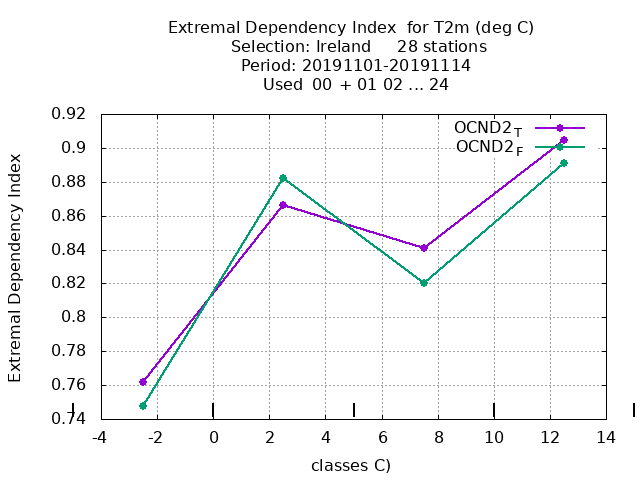 Extremal Dependency Index  for T2m (deg C)
Selection: Ireland     28 stations
Period: 20191101-20191114
Used  00  + 01 02 ... 24
OCND2T
OCND2F
Extremal Dependency Index
0.92
0.9
0.88
0.86
0.84
0.82
0.8
0.78
0.76
0.74
-4 -2 0 2 4 6 8 10 12 14
classes C)